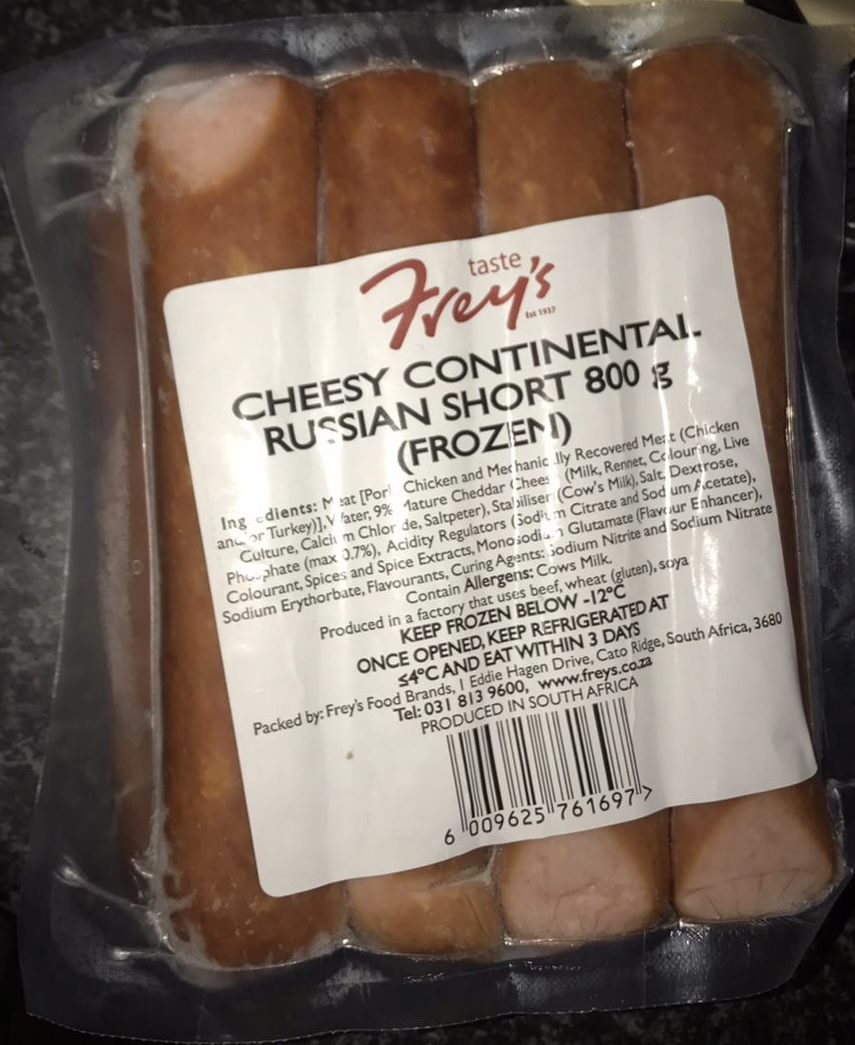 taste
Frey's
Est 1937
CHEESY CONTINENTAL
RUSSIAN SHORT 800 g
(FROZEN)
Ingredients: Meat [Pork, Chicken and Mechanically Recovered Meat (Chicken
and/or Turkey)], Water, 9% Mature Cheddar Cheese (Milk, Rennet, Colouring, Live
Culture, Calcium Chloride, Saltpeter), Stabiliser (Cow's Milk), Salt, Dextrose,
Phosphate (max 0.7%), Acidity Regulators (Sodium Citrate and Sodium Acetate),
Colourant, Spices and Spice Extracts, Monosodium Glutamate (Flavour Enhancer),
Sodium Erythorbate, Flavourants, Curing Agents: Sodium Nitrite and Sodium Nitrate
Contain Allergens: Cows Milk.
Produced in a factory that uses beef, wheat (gluten), soya
KEEP FROZEN BELOW -12°C
ONCE OPENED, KEEP REFRIGERATED AT
≤4°C AND EAT WITHIN 3 DAYS
Packed by: Frey's Food Brands, 1 Eddie Hagen Drive, Cato Ridge, South Africa, 3680
Tel: 031 813 9600, www.freys.co.za
PRODUCED IN SOUTH AFRICA
6 009625 761697 >